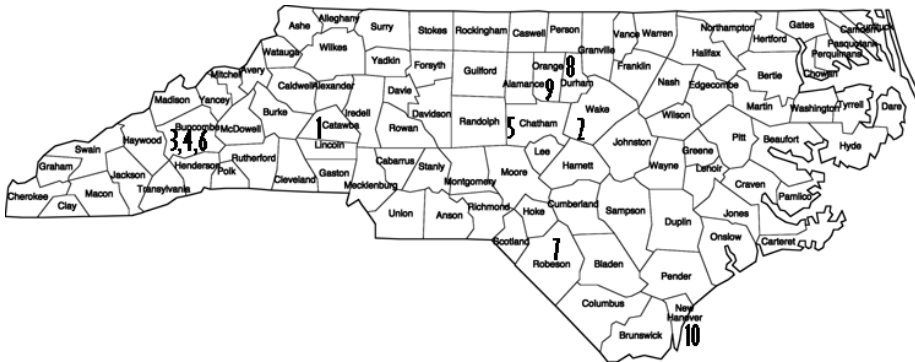 Ashe Alleghany Surry Stokes Rockingham Caswell Person Granville Vance Warren Northampton Gates Camden Currituck
Watauga Wilkes Yadkin Forsyth Guilford Alamance Orange 8 Durham Franklin Halifax Hertford Pasquotank Perquimans Chowan
Mitchell Avery Caldwell Alexander Iredell Davie Davidson Randolph 9 Wake Nash Edgecombe Bertie Martin Washington Tyrrell Dare
Madison Yancey Burke 1 Catawba Rowan 5 Chatham 2 Johnston Wilson Pitt Beaufort Hyde
Swain Haywood Buncombe 3,4,6 McDowell Lincoln Lee Greene
Graham Jackson Henderson Polk Rutherford Cleveland Gaston Mecklenburg Cabarrus Stanly Montgomery Moore Harnett Wayne Lenoir Craven Pamlico
Cherokee Clay Macon Transylvania Union Anson Richmond Hoke Cumberland Sampson Duplin Jones Onslow Carteret
Scotland 7 Robeson Bladen Pender
Columbus New Hanover 10
Brunswick